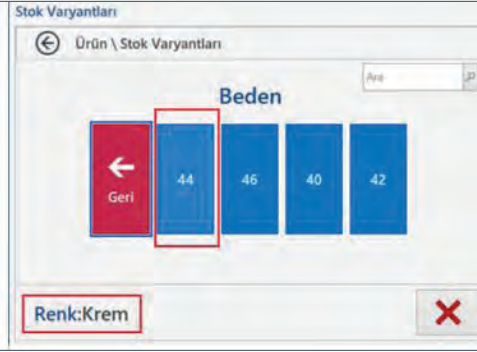 Stok Varyantları
Ürün \ Stok Varyantları
Ara
Beden
Geri
44
46
40
42
Renk:Krem